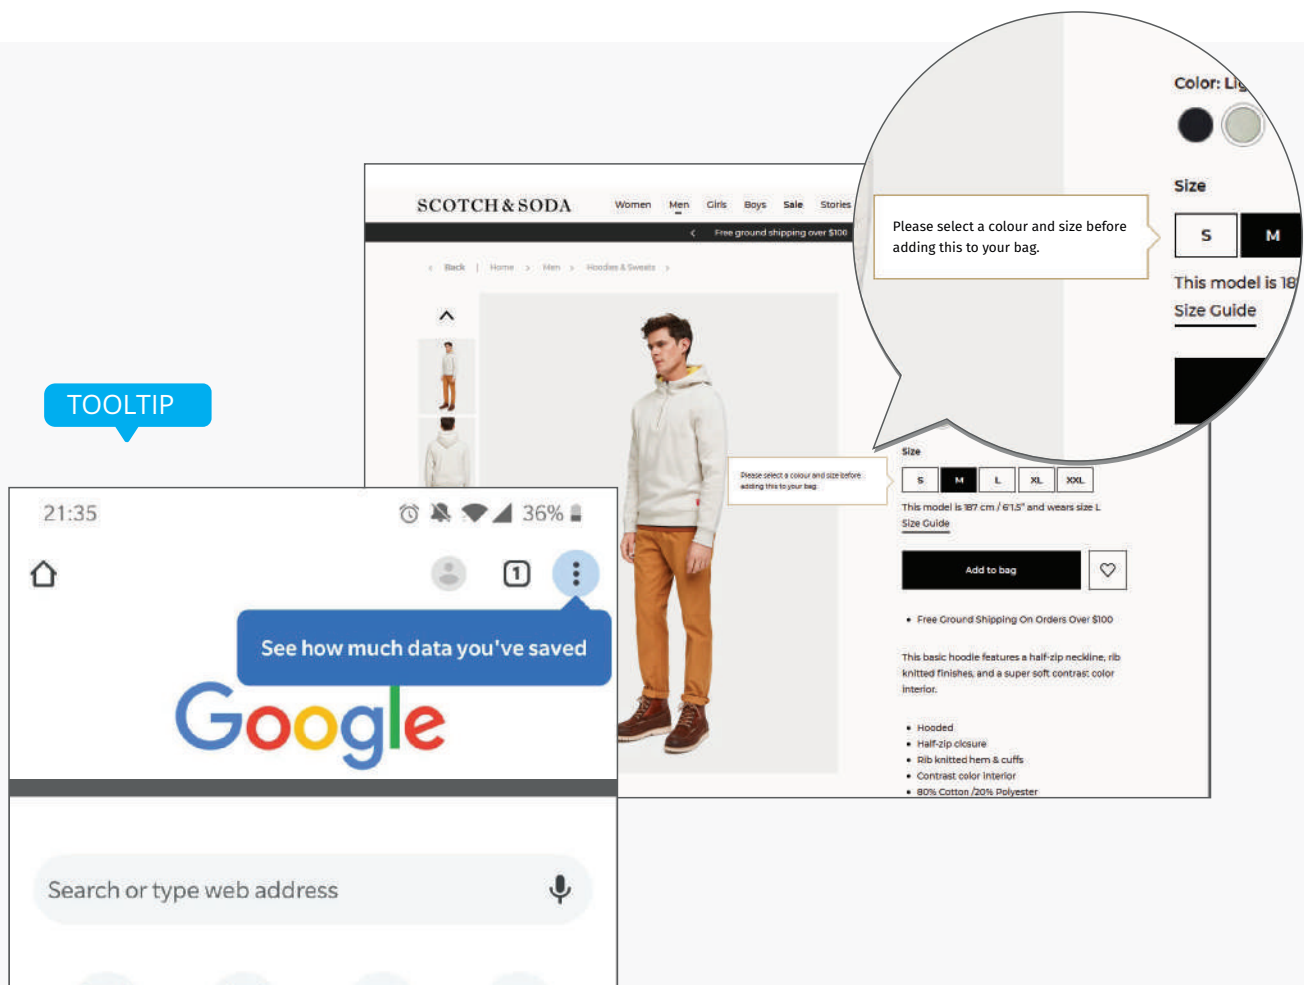 Color: Lig
Size
S M
This model is 18
Size Guide
Please select a colour and size before
adding this to your bag.
SCOTCH & SODA
Women Men Girls Boys Sale Stories
Free ground shipping over $100
Back | Home > Men > Hoodies & Sweats >
TOOLTIP
Please select a colour and size before
adding this to your bag.
Size
S M L XL XXL
This model is 187 cm / 6'1.5" and wears size L
Size Guide
Add to bag
• Free Ground Shipping On Orders Over $100
This basic hoodie features a half-zip neckline, rib
knitted finishes, and a super soft contrast color
interior.
• Hooded
• Half-zip closure
• Rib knitted hem & cuffs
• Contrast color interior
• 80% Cotton /20% Polyester
21:35
36%
1
See how much data you've saved
Google
Search or type web address